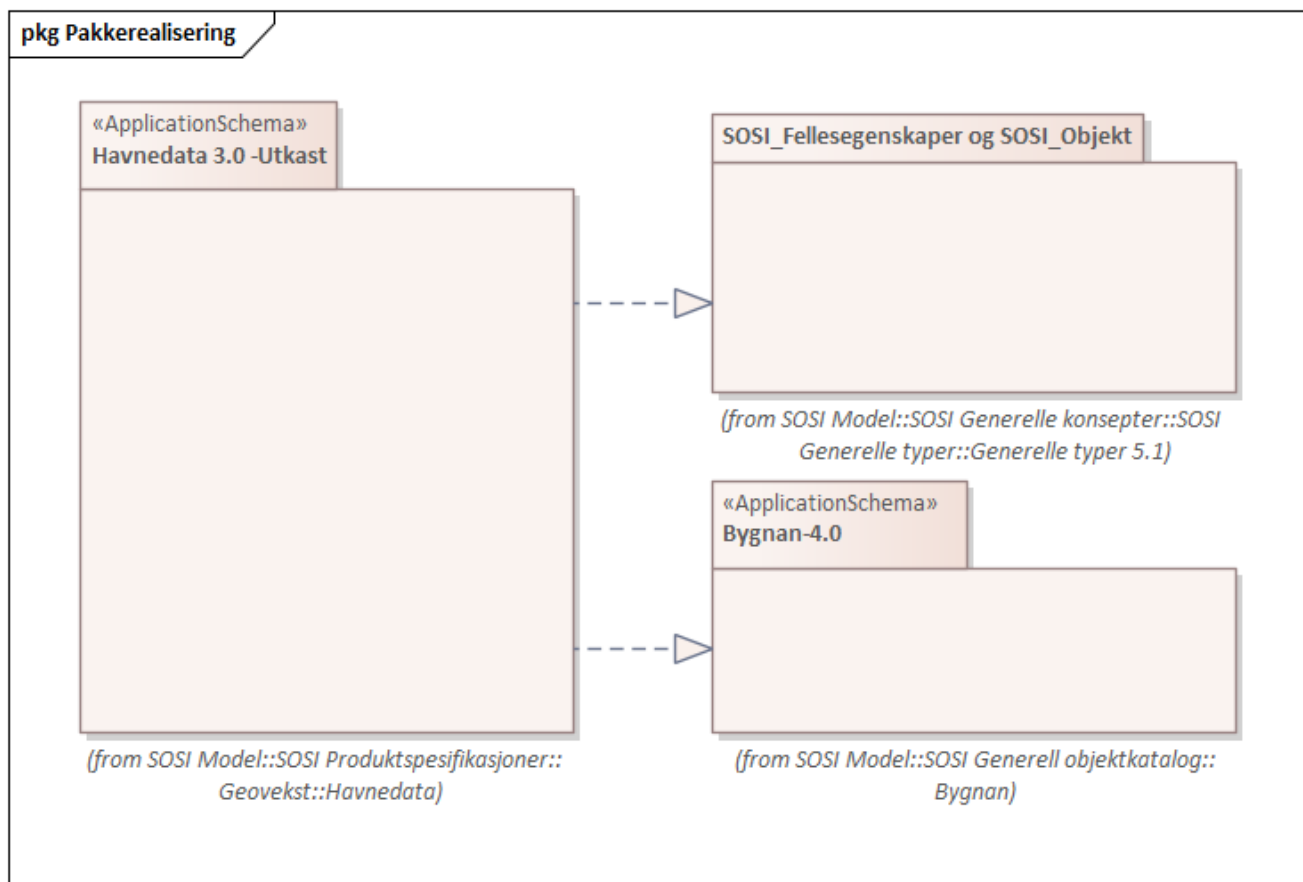 pkg Pakkerealisering
«ApplicationSchema»
Havnedata 3.0 -Utkast
(from SOSI Model::SOSI Produktspesifikasjoner::
Geovekst::Havnedata)
SOSI_Fellesegenskaper og SOSI_Objekt
(from SOSI Model::SOSI Generelle konsepter::SOSI
Generelle typer::Generelle typer 5.1)
«ApplicationSchema»
Bygnan-4.0
(from SOSI Model::SOSI Generell objektkatalog::
Bygnan)